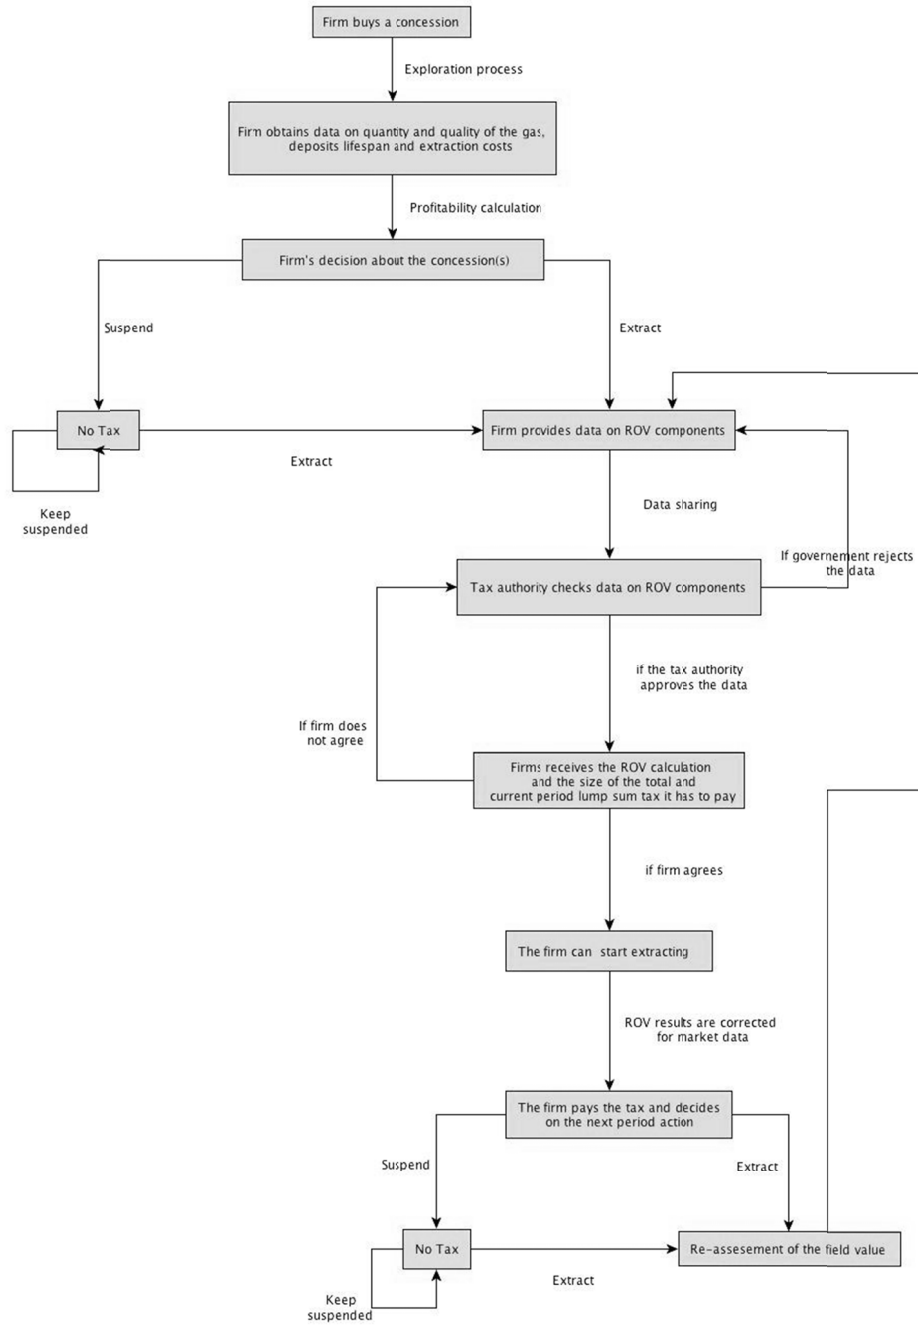 Firm buys a concession
Exploration process
Firm obtains data on quantity and quality of the gas,
deposits lifespan and extraction costs
Profitability calculation
Firm's decision about the concession(s)
Suspend
Extract
No Tax
Firm provides data on ROV components
Extract
Keep
suspended
Data sharing
If governement rejects
the data
Tax authority checks data on ROV components
if the tax authority
approves the data
If firm does
not agree
Firms receives the ROV calculation
and the size of the total and
current period lump sum tax it has to pay
if firm agrees
The firm can start extracting
ROV results are corrected
for market data
The firm pays the tax and decides
on the next period action
Suspend
Extract
No Tax
Re-assesement of the field value
Extract
Keep
suspended